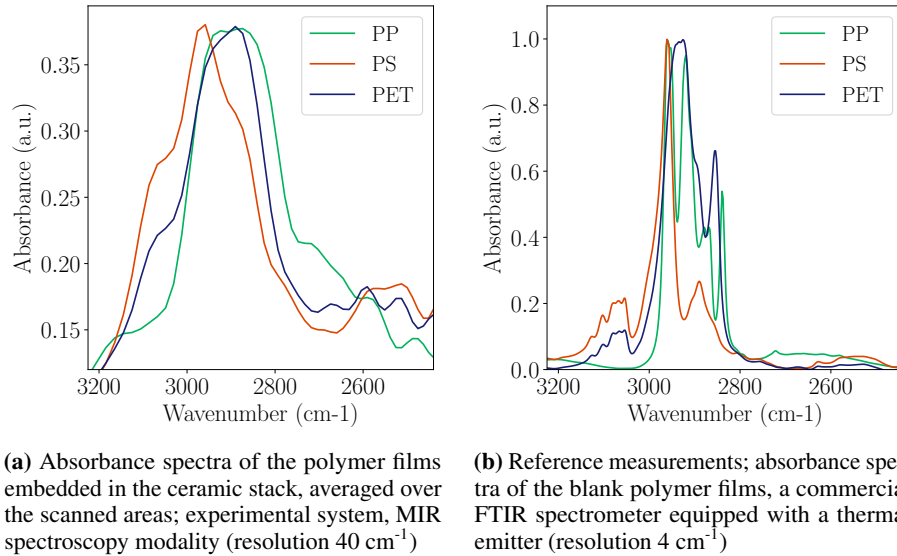 PP
PS
PET
0.35
0.30
0.25
0.20
0.15
Absorbance (a.u.)
3200 3000 2800 2600
Wavenumber (cm-1)
PP
PS
PET
1.0
0.8
0.6
0.4
0.2
0.0
Absorbance (a.u.)
3200 3000 2800 2600
Wavenumber (cm-1)
(a) Absorbance spectra of the polymer films
embedded in the ceramic stack, averaged over
the scanned areas; experimental system, MIR
spectroscopy modality (resolution 40 cm⁻¹)
(b) Reference measurements; absorbance spe
tra of the blank polymer films, a commercia
FTIR spectrometer equipped with a therma
emitter (resolution 4 cm⁻¹)